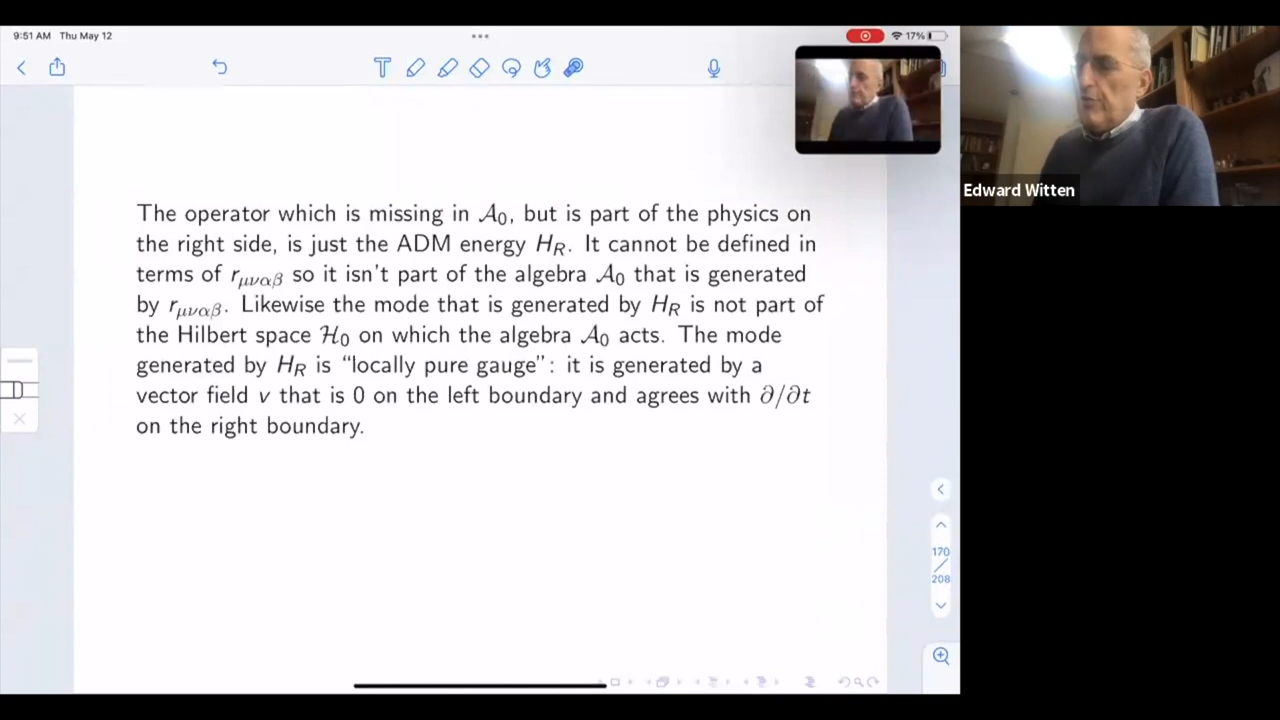 9:51 AM Thu May 12
17%
The operator which is missing in 𝒜₀, but is part of the physics on
the right side, is just the ADM energy H_R. It cannot be defined in
terms of r_μναβ so it isn't part of the algebra 𝒜₀ that is generated
by r_μναβ. Likewise the mode that is generated by H_R is not part of
the Hilbert space ℋ₀ on which the algebra 𝒜₀ acts. The mode
generated by H_R is “locally pure gauge”: it is generated by a
vector field v that is 0 on the left boundary and agrees with ∂/∂t
on the right boundary.
Edward Witten
170
/
208